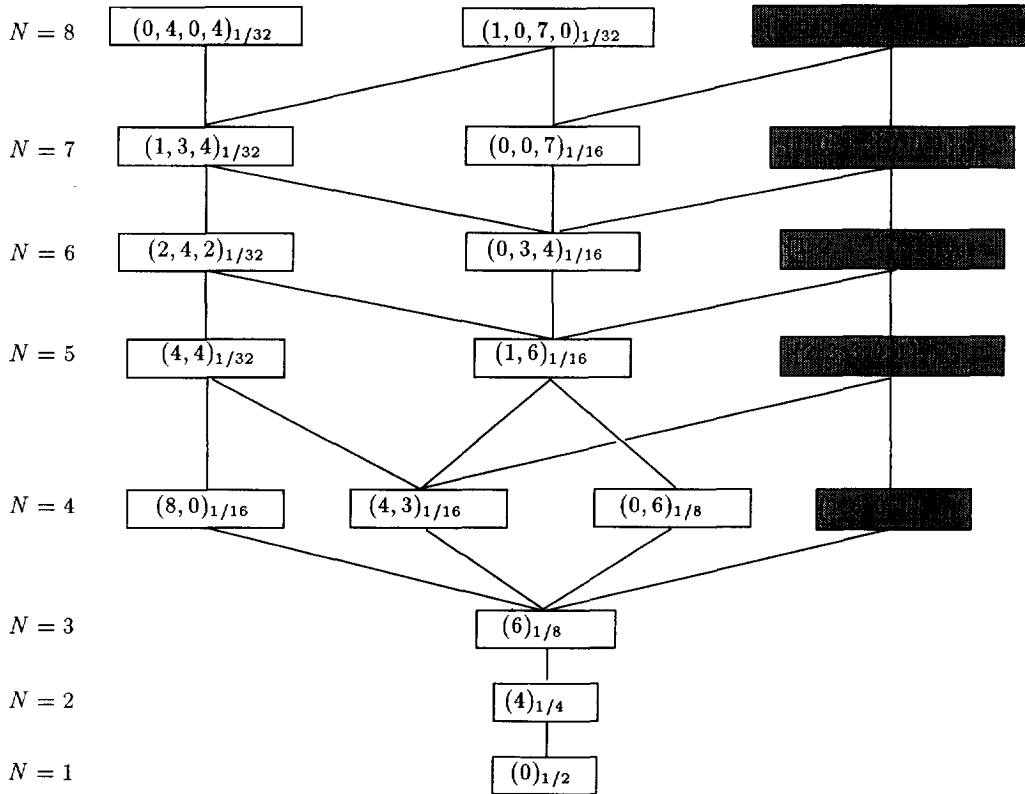 N = 8 (0, 4, 0, 4)1/32 (1, 0, 7, 0)1/32
N = 7 (1, 3, 4)1/32 (0, 0, 7)1/16
N = 6 (2, 4, 2)1/32 (0, 3, 4)1/16
N = 5 (4, 4)1/32 (1, 6)1/16
N = 4 (8, 0)1/16 (4, 3)1/16 (0, 6)1/8
N = 3 (6)1/8
N = 2 (4)1/4
N = 1 (0)1/2